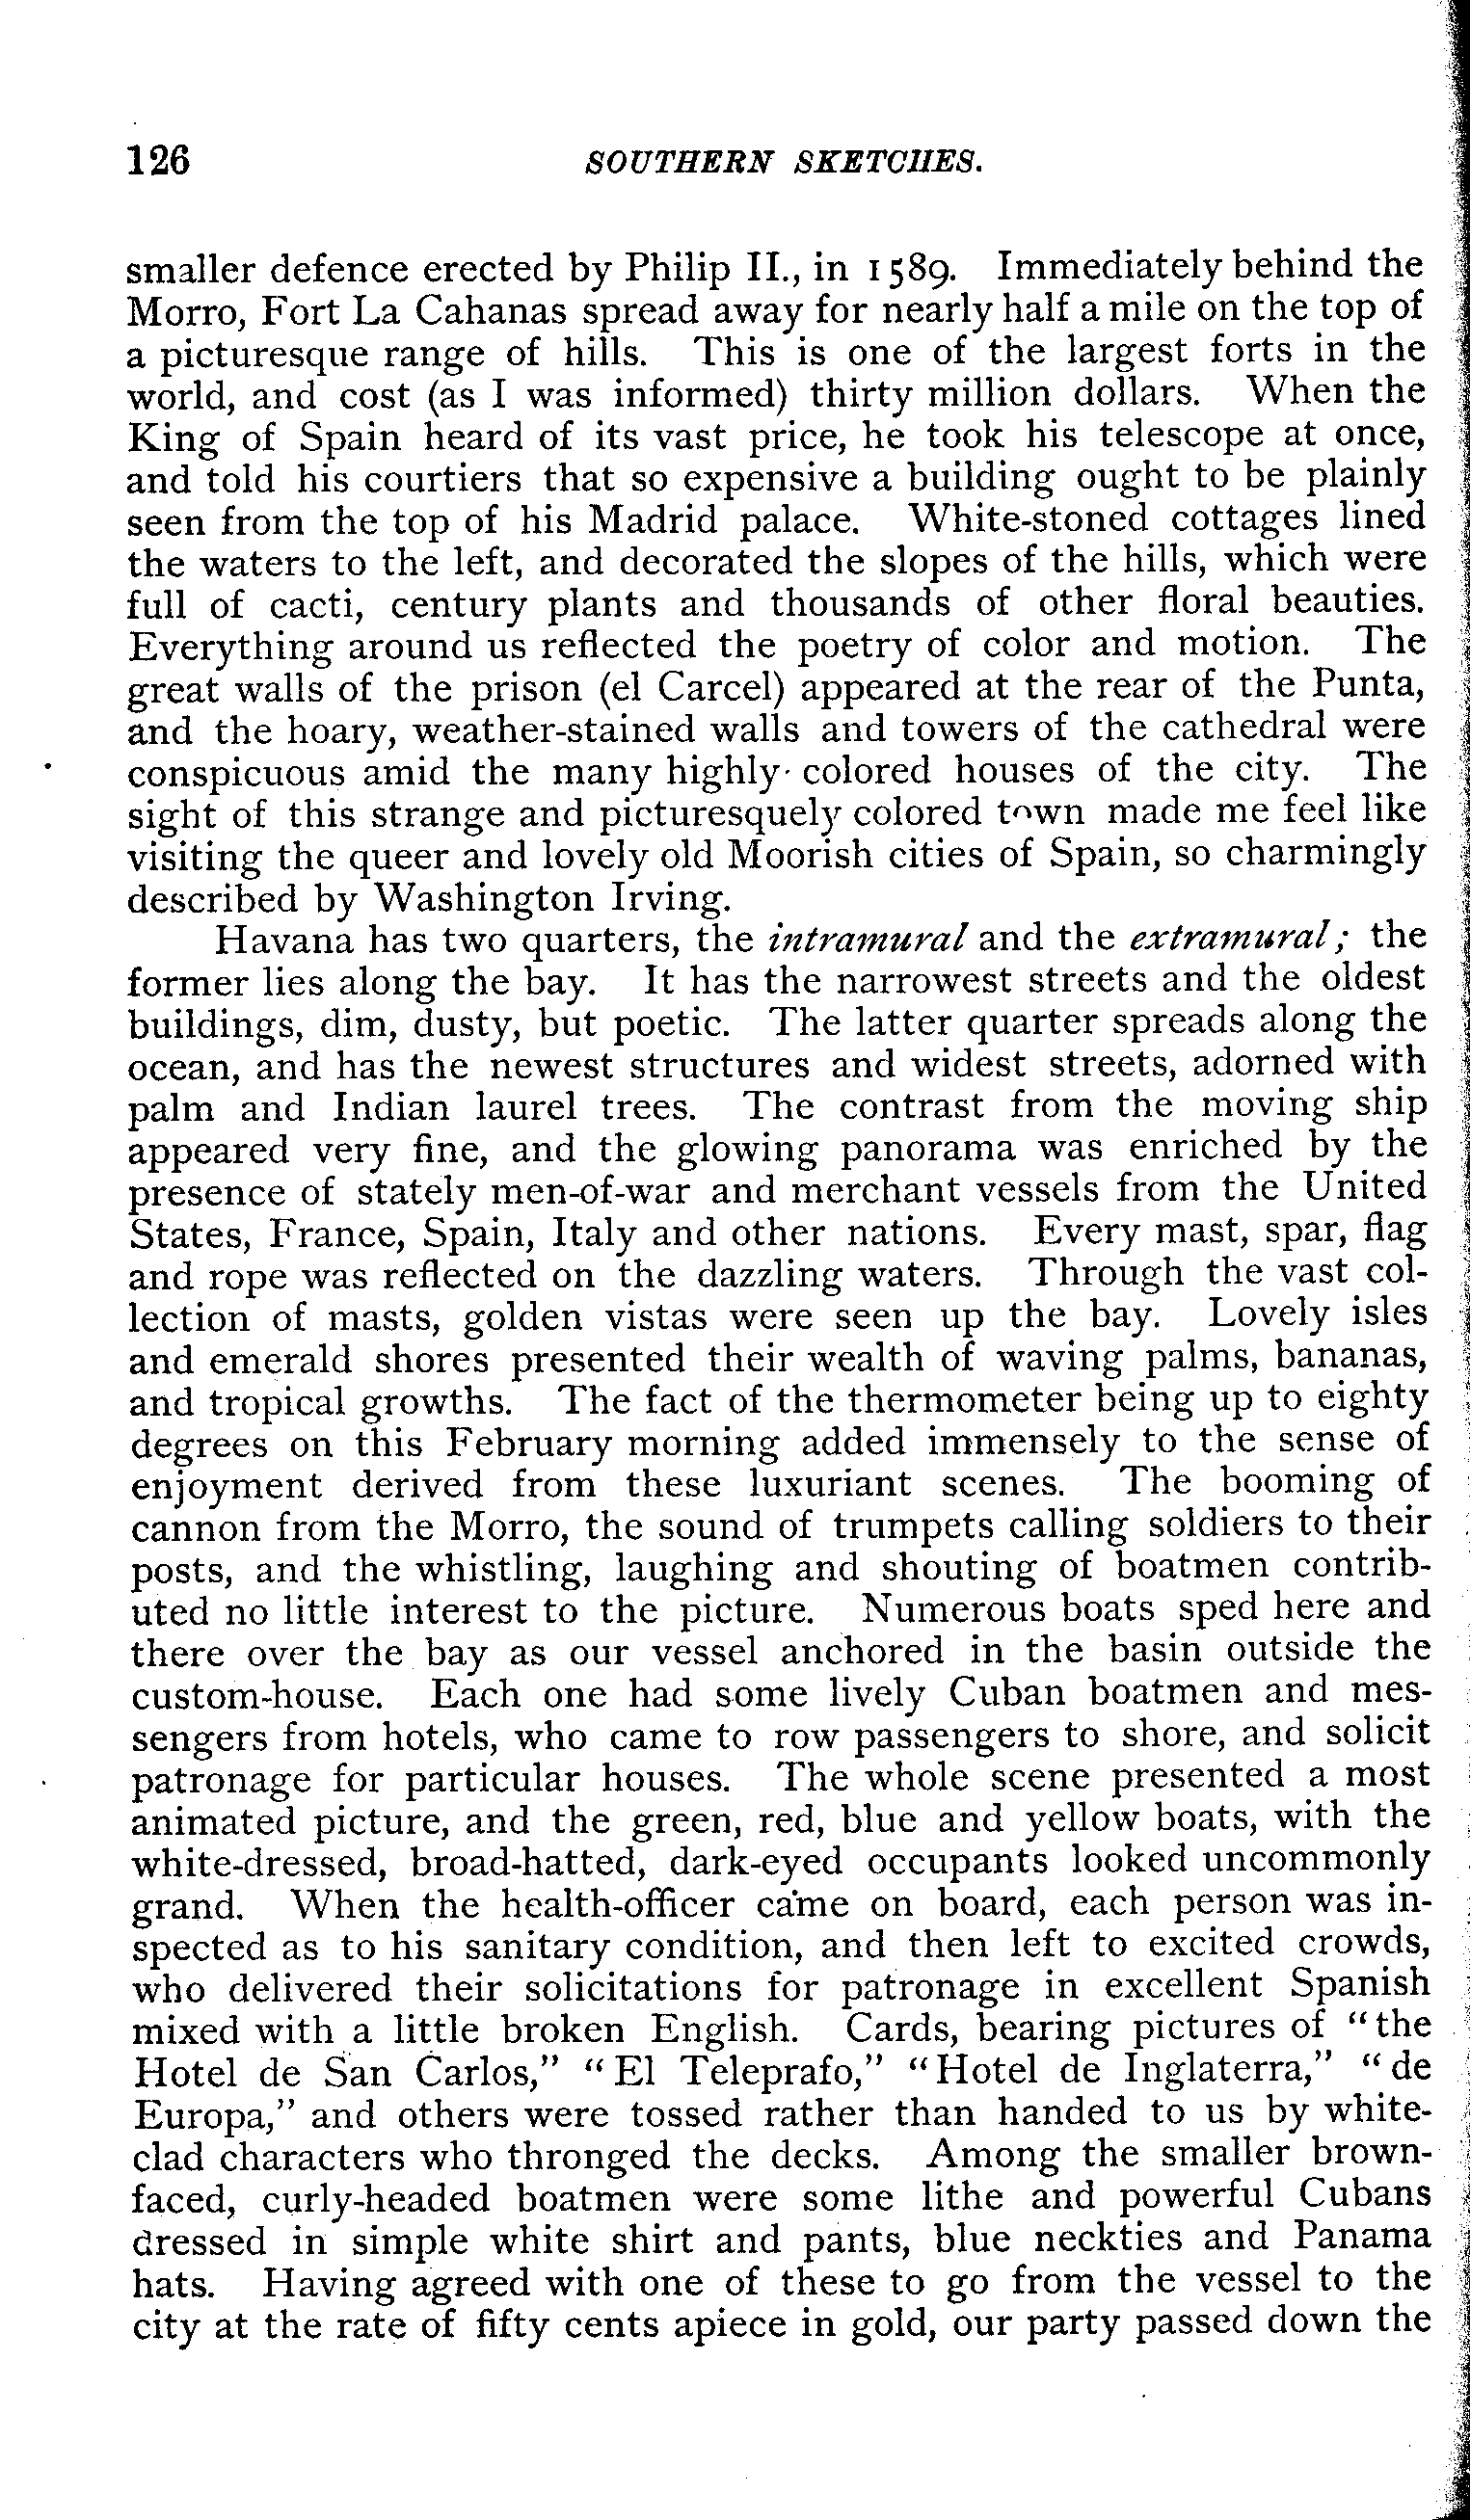 126 SOUTHERN SKETCHES.
smaller defence erected by Philip II., in 1589. Immediately behind the
Morro, Fort La Cahanas spread away for nearly half a mile on the top of
a picturesque range of hills. This is one of the largest forts in the
world, and cost (as I was informed) thirty million dollars. When the
King of Spain heard of its vast price, he took his telescope at once,
and told his courtiers that so expensive a building ought to be plainly
seen from the top of his Madrid palace. White-stoned cottages lined
the waters to the left, and decorated the slopes of the hills, which were
full of cacti, century plants and thousands of other floral beauties.
Everything around us reflected the poetry of color and motion. The
great walls of the prison (el Carcel) appeared at the rear of the Punta,
and the hoary, weather-stained walls and towers of the cathedral were
conspicuous amid the many highly-colored houses of the city. The
sight of this strange and picturesquely colored town made me feel like
visiting the queer and lovely old Moorish cities of Spain, so charmingly
described by Washington Irving.
Havana has two quarters, the intramural and the extramural; the
former lies along the bay. It has the narrowest streets and the oldest
buildings, dim, dusty, but poetic. The latter quarter spreads along the
ocean, and has the newest structures and widest streets, adorned with
palm and Indian laurel trees. The contrast from the moving ship
appeared very fine, and the glowing panorama was enriched by the
presence of stately men-of-war and merchant vessels from the United
States, France, Spain, Italy and other nations. Every mast, spar, flag
and rope was reflected on the dazzling waters. Through the vast col-
lection of masts, golden vistas were seen up the bay. Lovely isles
and emerald shores presented their wealth of waving palms, bananas,
and tropical growths. The fact of the thermometer being up to eighty
degrees on this February morning added immensely to the sense of
enjoyment derived from these luxuriant scenes. The booming of
cannon from the Morro, the sound of trumpets calling soldiers to their
posts, and the whistling, laughing and shouting of boatmen contrib-
uted no little interest to the picture. Numerous boats sped here and
there over the bay as our vessel anchored in the basin outside the
custom-house. Each one had some lively Cuban boatmen and mes-
sengers from hotels, who came to row passengers to shore, and solicit
patronage for particular houses. The whole scene presented a most
animated picture, and the green, red, blue and yellow boats, with the
white-dressed, broad-hatted, dark-eyed occupants looked uncommonly
grand. When the health-officer came on board, each person was in-
spected as to his sanitary condition, and then left to excited crowds,
who delivered their solicitations for patronage in excellent Spanish
mixed with a little broken English. Cards, bearing pictures of "the
Hotel de San Carlos," "El Teleprafo," "Hotel de Inglaterra," "de
Europa," and others were tossed rather than handed to us by white-
clad characters who thronged the decks. Among the smaller brown-
faced, curly-headed boatmen were some lithe and powerful Cubans
dressed in simple white shirt and pants, blue neckties and Panama
hats. Having agreed with one of these to go from the vessel to the
city at the rate of fifty cents apiece in gold, our party passed down the